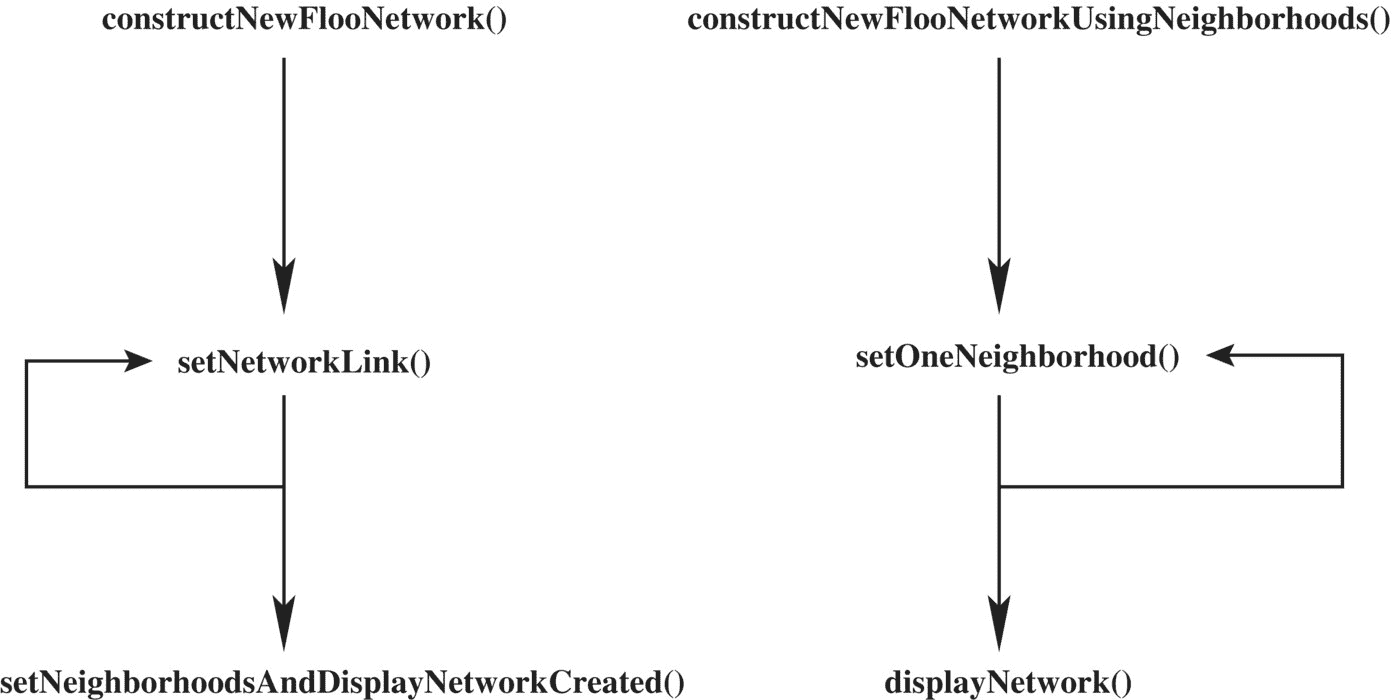 constructNewFlooNetwork()
constructNewFlooNetworkUsingNeighborhoods()
setNetworkLink()
setOneNeighborhood()
setNeighborhoodsAndDisplayNetworkCreated()
displayNetwork()